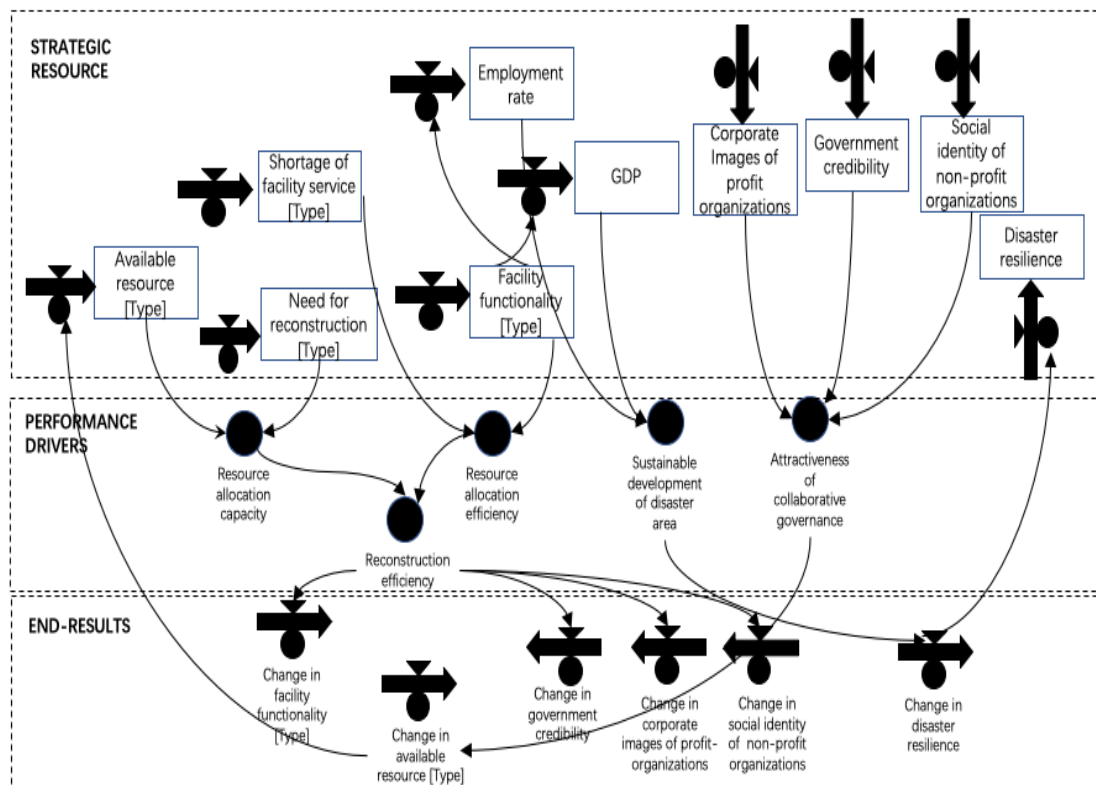 STRATEGIC
RESOURCE
Employment
rate
Corporate
Images of
profit
organizations
Government
credibility
Social
identity of
non-profit
organizations
Shortage of
facility service
[Type]
GDP
Disaster
resilience
Available
resource
[Type]
Need for
reconstruction
[Type]
Facility
functionality
[Type]
PERFORMANCE
DRIVERS
Resource
allocation
capacity
Resource
allocation
efficiency
Sustainable
development
of disaster
area
Attractiveness
of
collaborative
governance
Reconstruction
efficiency
END-RESULTS
Change in
facility
functionality
[Type]
Change in
available
resource [Type]
Change in
government
credibility
Change in
corporate
images of profit-
organizations
Change in
social identity
of non-profit
organizations
Change in
disaster
resilience